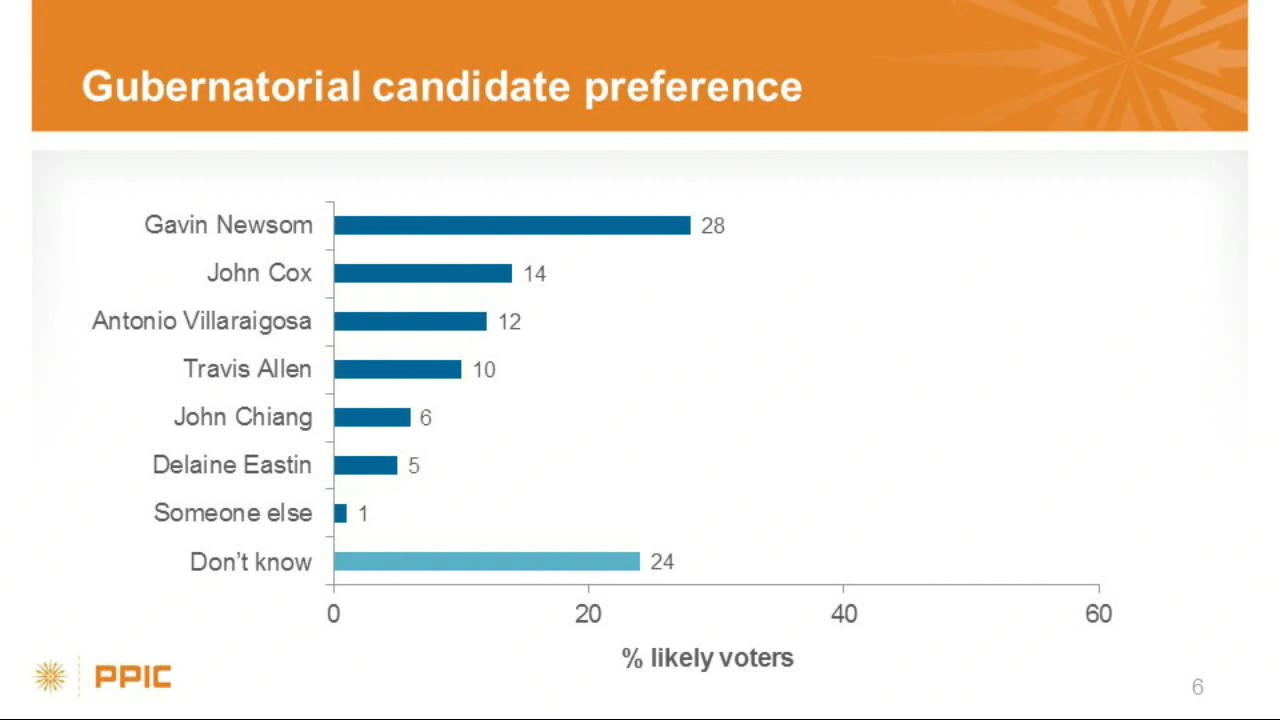 Gubernatorial candidate preference
Gavin Newsom 28
John Cox 14
Antonio Villaraigosa 12
Travis Allen 10
John Chiang 6
Delaine Eastin 5
Someone else 1
Don’t know 24
0 20 40 60
% likely voters
PPIC
6